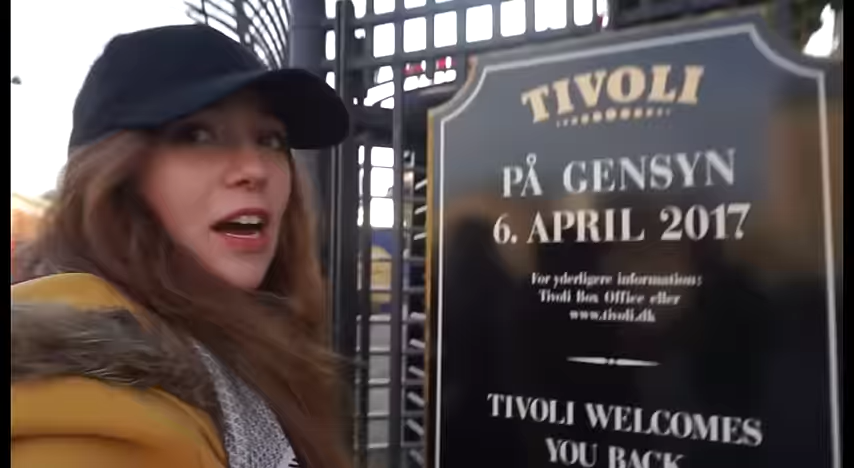 TIVOLI
PÅ GENSYN
6. APRIL 2017
For yderligere information:
Tivoli Box Office eller
www.tivoli.dk
TIVOLI WELCOMES
YOU BACK